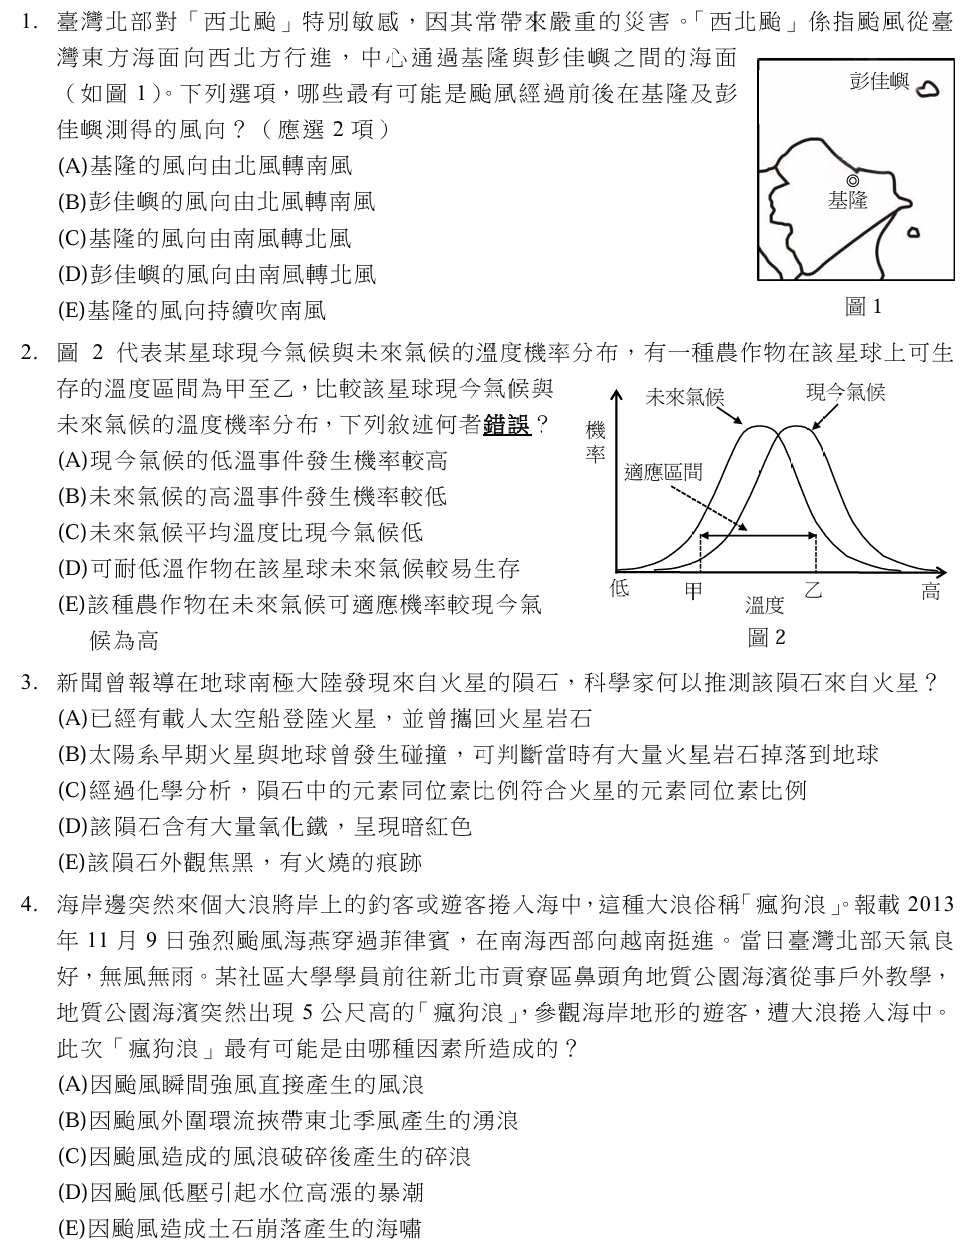 1. 臺灣北部對「西北颱」特別敏感，因其常帶來嚴重的災害。「西北颱」係指颱風從臺
灣東方海面向西北方行進，中心通過基隆與彭佳嶼之間的海面
（如圖 1）。下列選項，哪些最有可能是颱風經過前後在基隆及彭
佳嶼測得的風向？（應選 2 項）
(A)基隆的風向由北風轉南風
(B)彭佳嶼的風向由北風轉南風
(C)基隆的風向由南風轉北風
(D)彭佳嶼的風向由南風轉北風
(E)基隆的風向持續吹南風
彭佳嶼
基隆
圖 1
2. 圖 2 代表某星球現今氣候與未來氣候的溫度機率分布，有一種農作物在該星球上可生
存的溫度區間為甲至乙，比較該星球現今氣候與
未來氣候的溫度機率分布，下列敘述何者錯誤？
(A)現今氣候的低溫事件發生機率較高
(B)未來氣候的高溫事件發生機率較低
(C)未來氣候平均溫度比現今氣候低
(D)可耐低溫作物在該星球未來氣候較易生存
(E)該種農作物在未來氣候可適應機率較現今氣
候為高
未來氣候
現今氣候
機率
適應區間
低
甲
乙
高
溫度
圖 2
3. 新聞曾報導在地球南極大陸發現來自火星的隕石，科學家何以推測該隕石來自火星？
(A)已經有載人太空船登陸火星，並曾攜回火星岩石
(B)太陽系早期火星與地球曾發生碰撞，可判斷當時有大量火星岩石掉落到地球
(C)經過化學分析，隕石中的元素同位素比例符合火星的元素同位素比例
(D)該隕石含有大量氧化鐵，呈現暗紅色
(E)該隕石外觀焦黑，有火燒的痕跡
4. 海岸邊突然來個大浪將岸上的釣客或遊客捲入海中，這種大浪俗稱「瘋狗浪」。報載 2013
年 11 月 9 日強烈颱風海燕穿過菲律賓，在南海西部向越南挺進。當日臺灣北部天氣良
好，無風無雨。某社區大學學員前往新北市貢寮區鼻頭角地質公園海濱從事戶外教學，
地質公園海濱突然出現 5 公尺高的「瘋狗浪」，參觀海岸地形的遊客，遭大浪捲入海中。
此次「瘋狗浪」最有可能是由哪種因素所造成的？
(A)因颱風瞬間強風直接產生的風浪
(B)因颱風外圍環流挾帶東北季風產生的湧浪
(C)因颱風造成的風浪破碎後產生的碎浪
(D)因颱風低壓引起水位高漲的暴潮
(E)因颱風造成土石崩落產生的海嘯